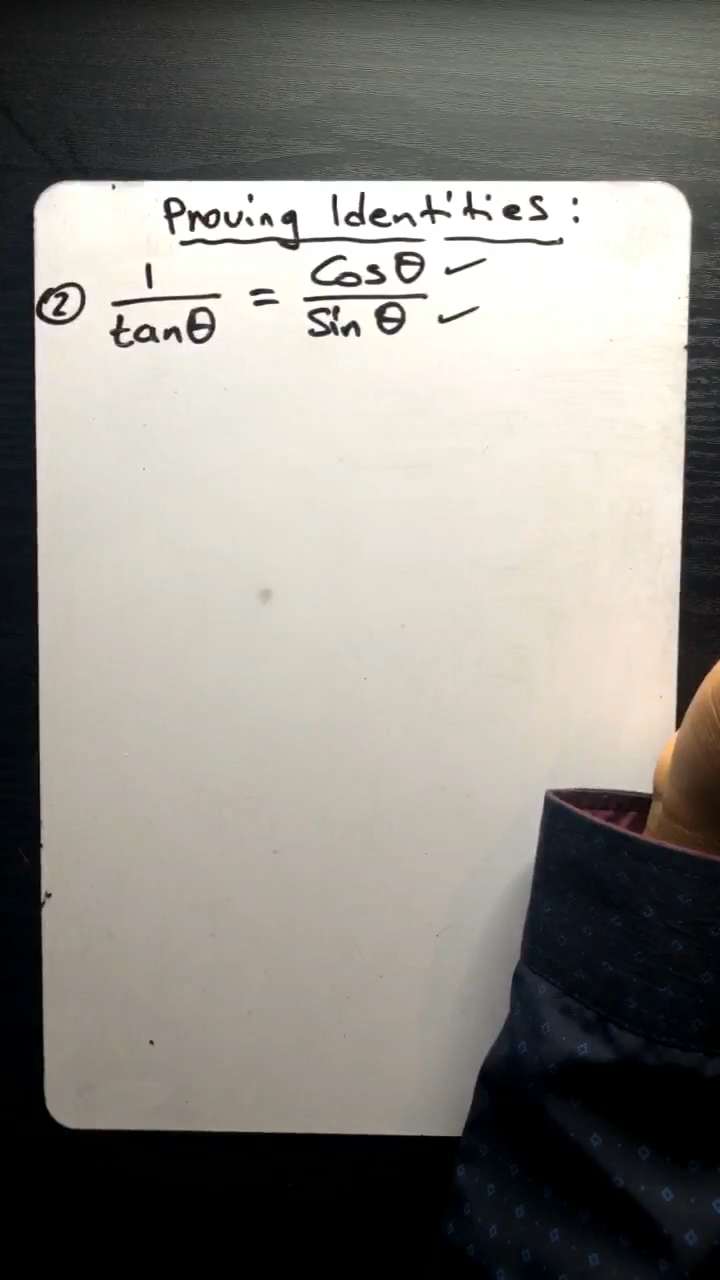 Proving Identities:
② 1/tanθ = Cosθ/Sinθ ✓ ✓